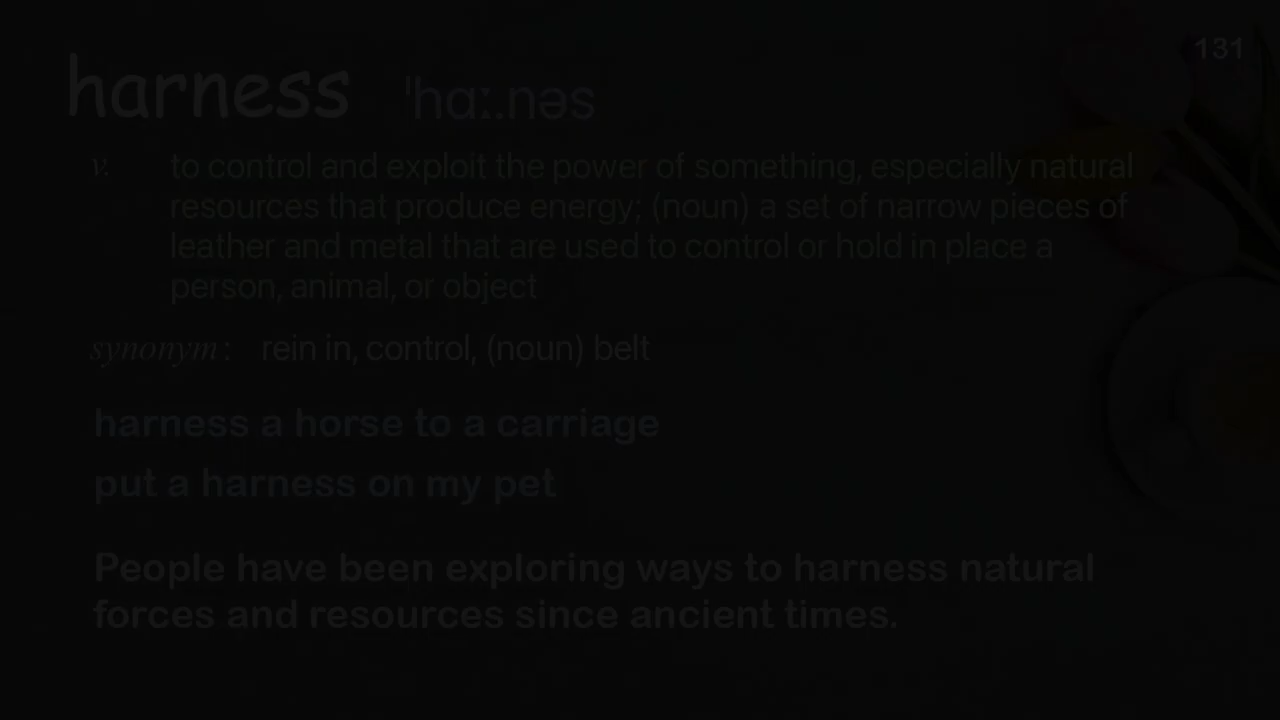 131
harness ˈhɑː.nəs
v. to control and exploit the power of something, especially natural
resources that produce energy; (noun) a set of narrow pieces of
leather and metal that are used to control or hold in place a
person, animal, or object
synonym : rein in, control, (noun) belt
harness a horse to a carriage
put a harness on my pet
People have been exploring ways to harness natural
forces and resources since ancient times.